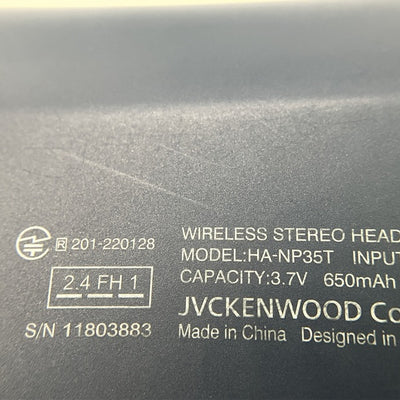 R 201-220128
2.4 FH 1
S/N 11803883
WIRELESS STEREO HEAD
MODEL:HA-NP35T INPUT
CAPACITY:3.7V 650mAh
JVCKENWOOD Co
Made in China Designed in